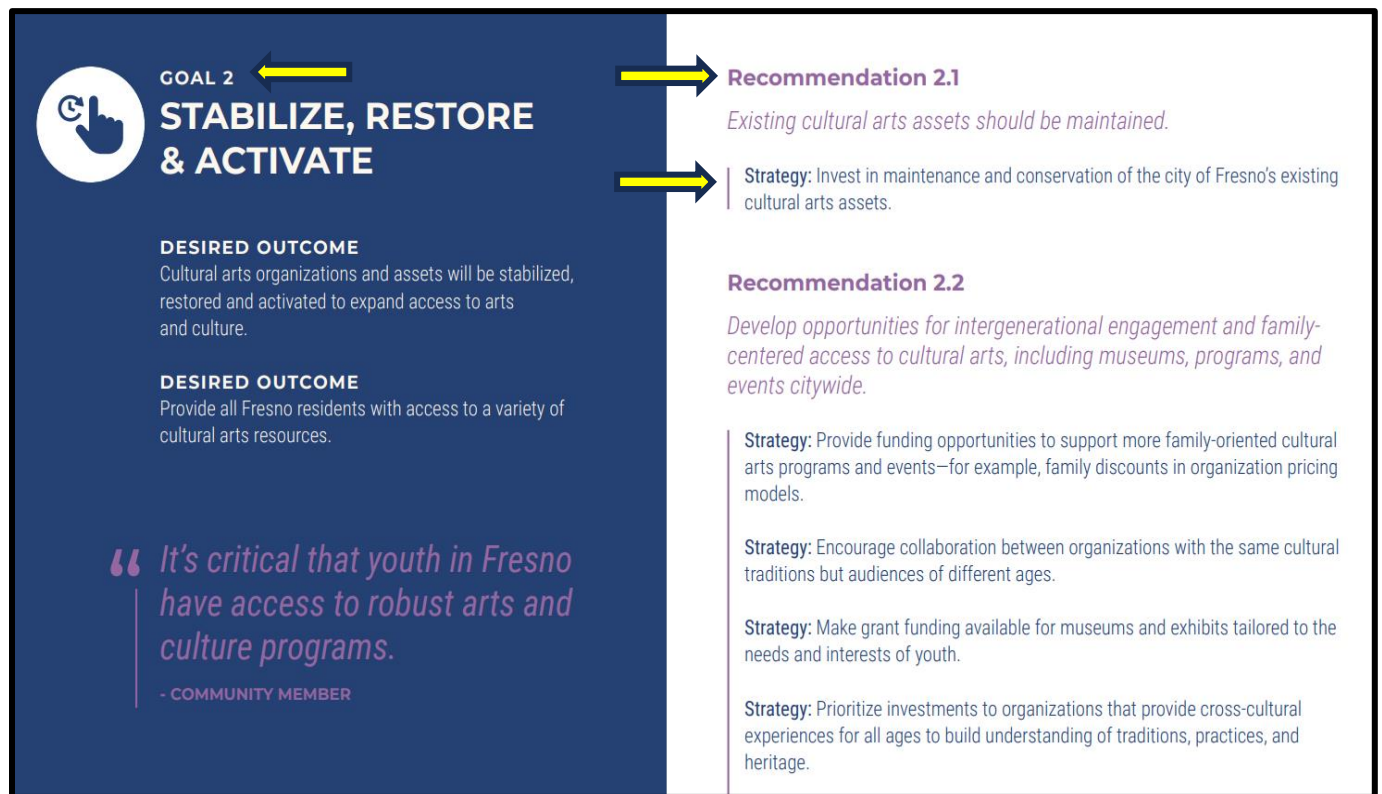 GOAL 2
STABILIZE, RESTORE
& ACTIVATE
DESIRED OUTCOME
Cultural arts organizations and assets will be stabilized,
restored and activated to expand access to arts
and culture.
DESIRED OUTCOME
Provide all Fresno residents with access to a variety of
cultural arts resources.
“ It’s critical that youth in Fresno
have access to robust arts and
culture programs.
- COMMUNITY MEMBER
Recommendation 2.1
Existing cultural arts assets should be maintained.
Strategy: Invest in maintenance and conservation of the city of Fresno’s existing
cultural arts assets.
Recommendation 2.2
Develop opportunities for intergenerational engagement and family-
centered access to cultural arts, including museums, programs, and
events citywide.
Strategy: Provide funding opportunities to support more family-oriented cultural
arts programs and events—for example, family discounts in organization pricing
models.
Strategy: Encourage collaboration between organizations with the same cultural
traditions but audiences of different ages.
Strategy: Make grant funding available for museums and exhibits tailored to the
needs and interests of youth.
Strategy: Prioritize investments to organizations that provide cross-cultural
experiences for all ages to build understanding of traditions, practices, and
heritage.